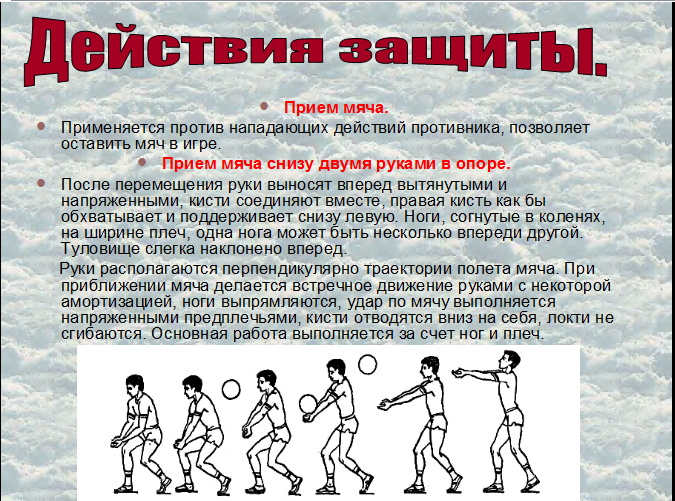 Действия защиты.
Прием мяча.
Применяется против нападающих действий противника, позволяет
оставить мяч в игре.
Прием мяча снизу двумя руками в опоре.
После перемещения руки выносят вперед вытянутыми и
напряженными, кисти соединяют вместе, правая кисть как бы
обхватывает и поддерживает снизу левую. Ноги, согнутые в коленях,
на ширине плеч, одна нога может быть несколько впереди другой.
Туловище слегка наклонено вперед.
Руки располагаются перпендикулярно траектории полета мяча. При
приближении мяча делается встречное движение руками с некоторой
амортизацией, ноги выпрямляются, удар по мячу выполняется
напряженными предплечьями, кисти отводятся вниз на себя, локти не
сгибаются. Основная работа выполняется за счет ног и плеч.